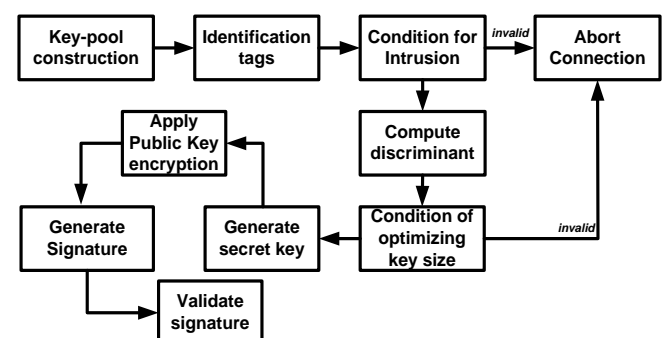 Key-pool
construction
Identification
tags
Condition for
Intrusion
invalid
Abort
Connection
Apply
Public Key
encryption
Compute
discriminant
Generate
Signature
Generate
secret key
Condition of
optimizing
key size
invalid
Validate
signature